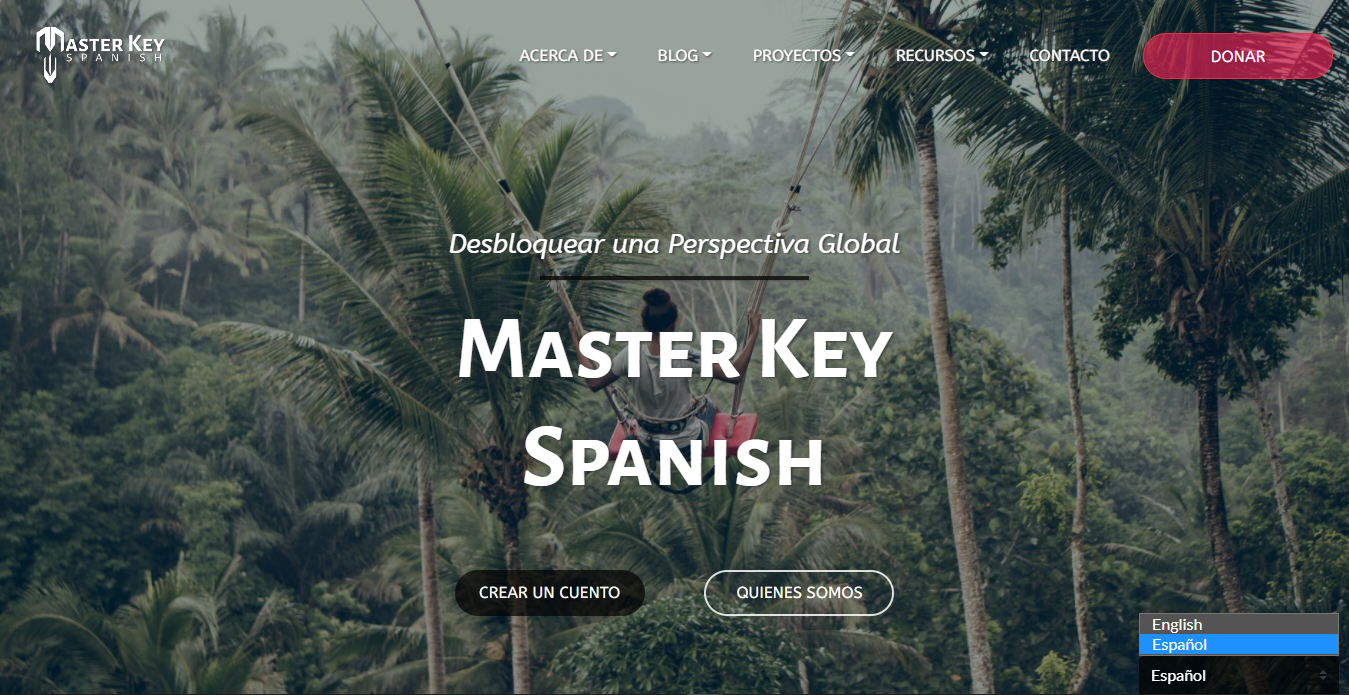 Master Key
SPANISH
ACERCA DE
BLOG
PROYECTOS
RECURSOS
CONTACTO
DONAR
Desbloquear una Perspectiva Global
Master Key
Spanish
CREAR UN CUENTO
QUIENES SOMOS
English
Español
Español